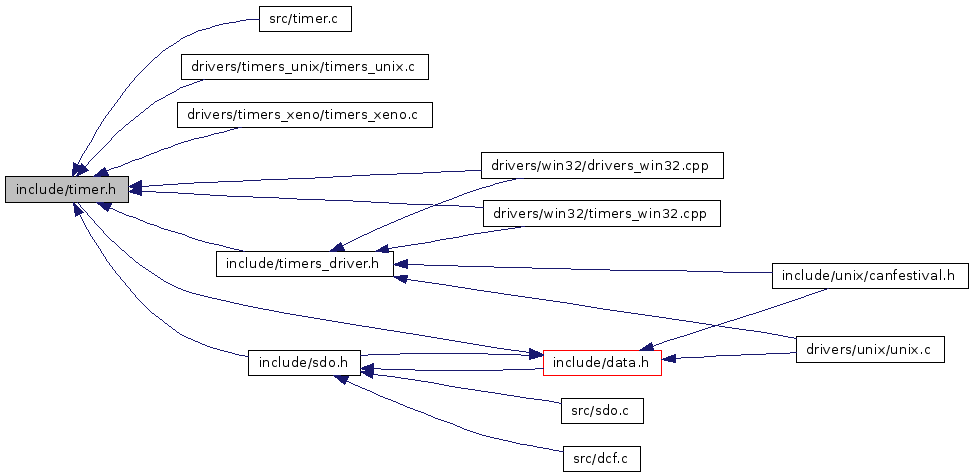 src/timer.c
drivers/timers_unix/timers_unix.c
drivers/timers_xeno/timers_xeno.c
drivers/win32/drivers_win32.cpp
include/timer.h
drivers/win32/timers_win32.cpp
include/timers_driver.h
include/unix/canfestival.h
drivers/unix/unix.c
include/sdo.h
include/data.h
src/sdo.c
src/dcf.c